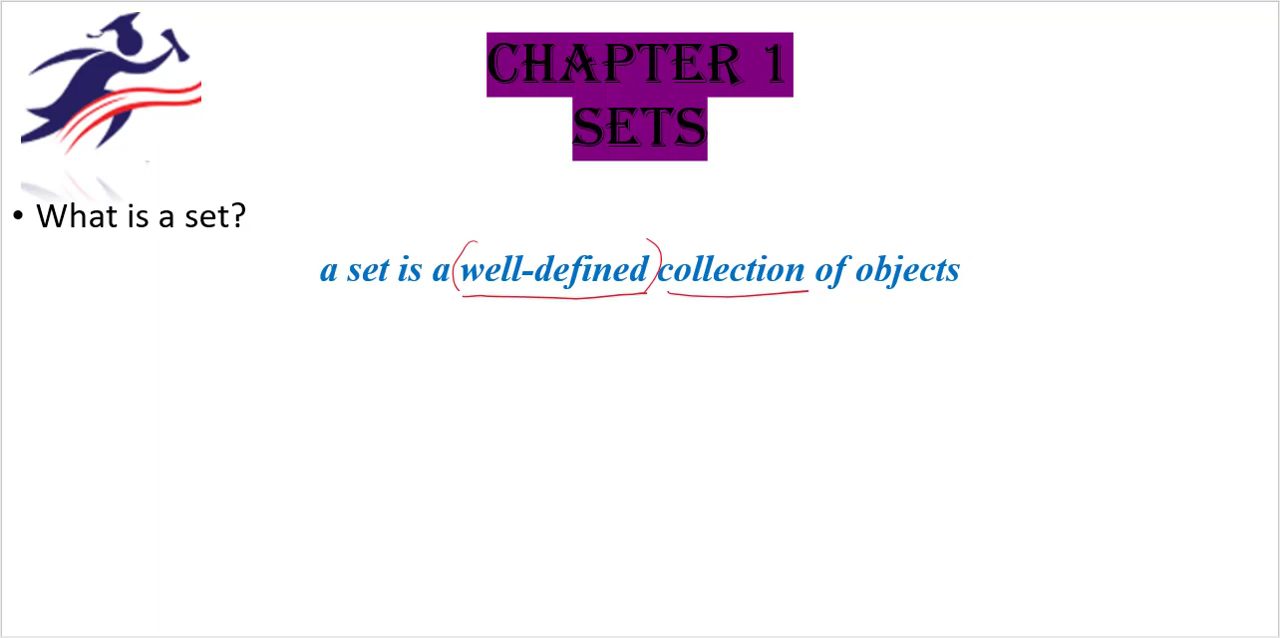 CHAPTER 1
SETS
• What is a set?
a set is a well-defined collection of objects